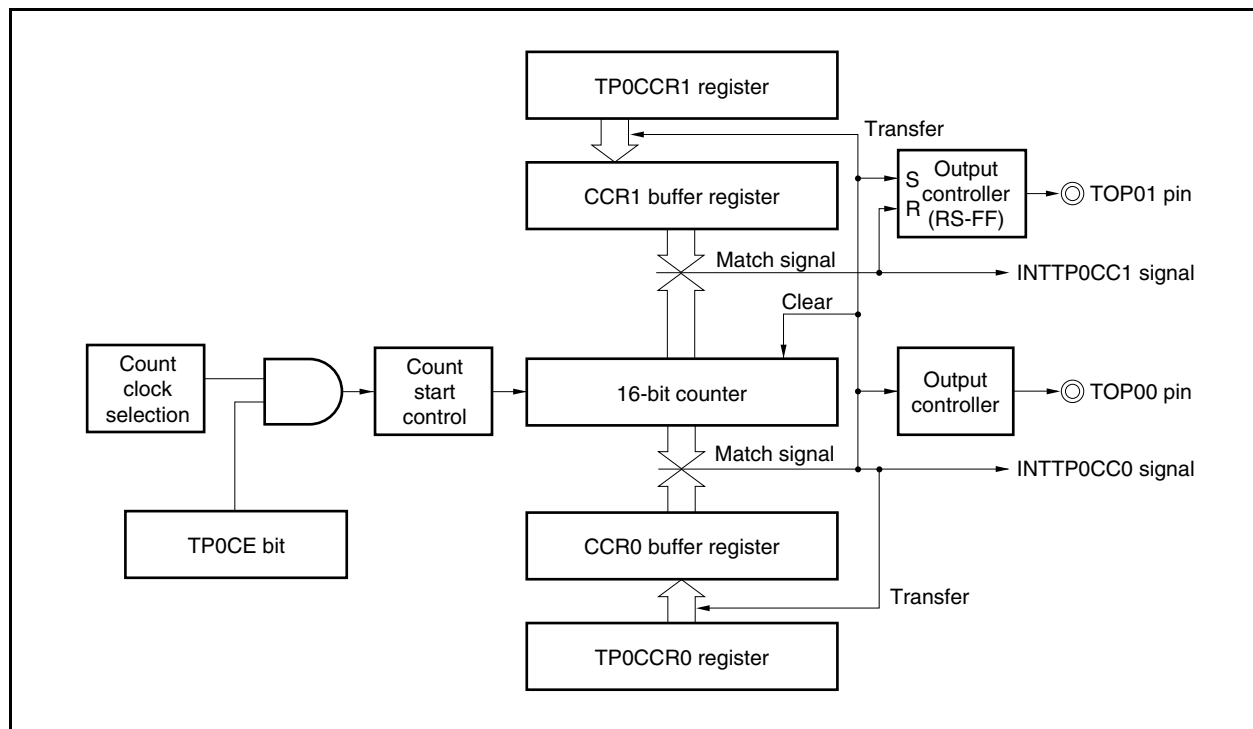 TP0CCR1 register
Transfer
CCR1 buffer register
S
R
Output
controller
(RS-FF)
TOP01 pin
Match signal
INTTP0CC1 signal
Clear
Count
clock
selection
Count
start
control
16-bit counter
Output
controller
TOP00 pin
Match signal
INTTP0CC0 signal
TP0CE bit
CCR0 buffer register
Transfer
TP0CCR0 register